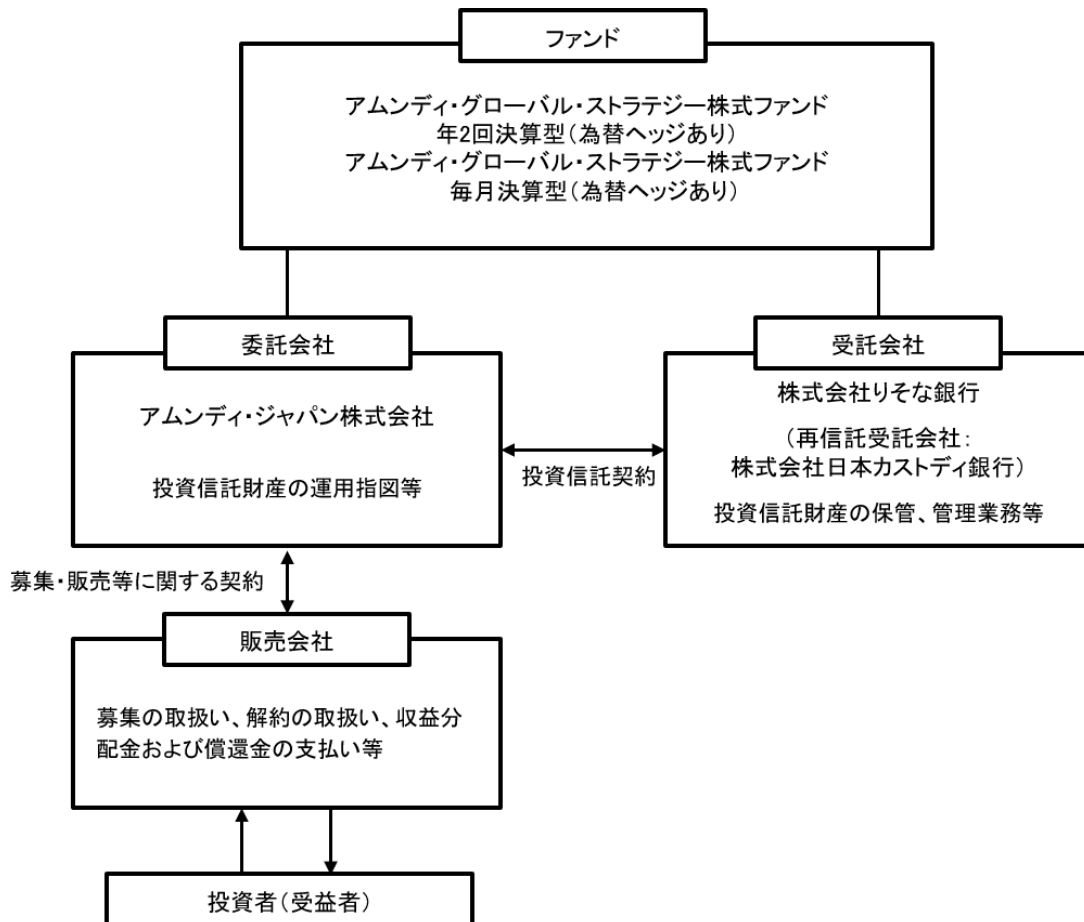 ファンド
アムンディ・グローバル・ストラテジー株式ファンド
年2回決算型(為替ヘッジあり)
アムンディ・グローバル・ストラテジー株式ファンド
毎月決算型(為替ヘッジあり)
委託会社
アムンディ・ジャパン株式会社
投資信託財産の運用指図等
投資信託契約
受託会社
株式会社りそな銀行
(再信託受託会社:
株式会社日本カストディ銀行)
投資信託財産の保管、管理業務等
募集・販売等に関する契約
販売会社
募集の取扱い、解約の取扱い、収益分
配金および償還金の支払い等
投資者(受益者)